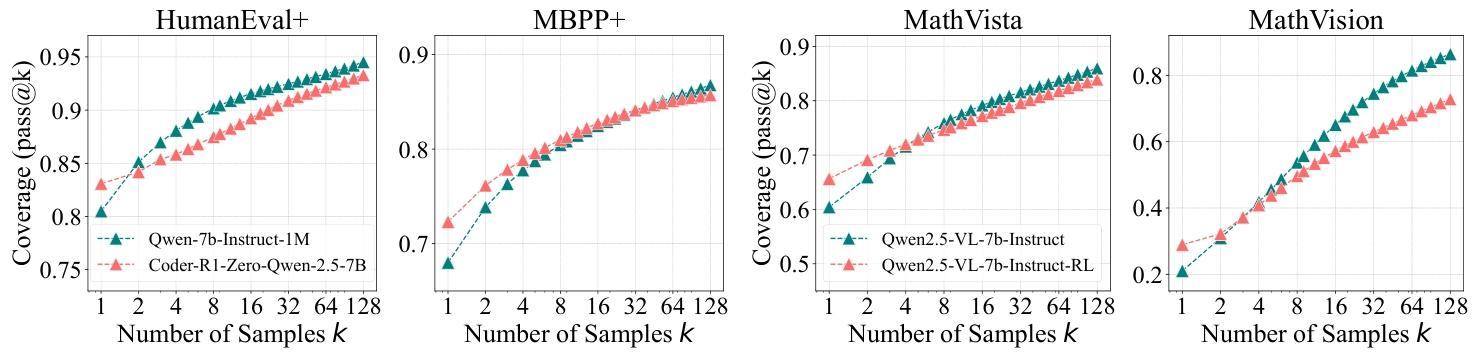 HumanEval+
Coverage (pass@k)
0.95
0.9
0.85
0.8
0.75
Qwen-7b-Instruct-1M
Coder-R1-Zero-Qwen-2.5-7B
1 2 4 8 16 32 64 128
Number of Samples k
MBPP+
0.9
0.8
0.7
1 2 4 8 16 32 64 128
Number of Samples k
MathVista
Coverage (pass@k)
0.9
0.8
0.7
0.6
0.5
Qwen2.5-VL-7b-Instruct
Qwen2.5-VL-7b-Instruct-RL
1 2 4 8 16 32 64 128
Number of Samples k
MathVision
0.8
0.6
0.4
0.2
1 2 4 8 16 32 64 128
Number of Samples k